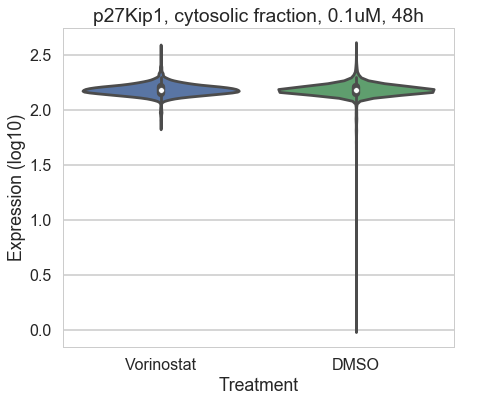 p27Kip1, cytosolic fraction, 0.1uM, 48h
Expression (log10)
2.5
2.0
1.5
1.0
0.5
0.0
Vorinostat
DMSO
Treatment